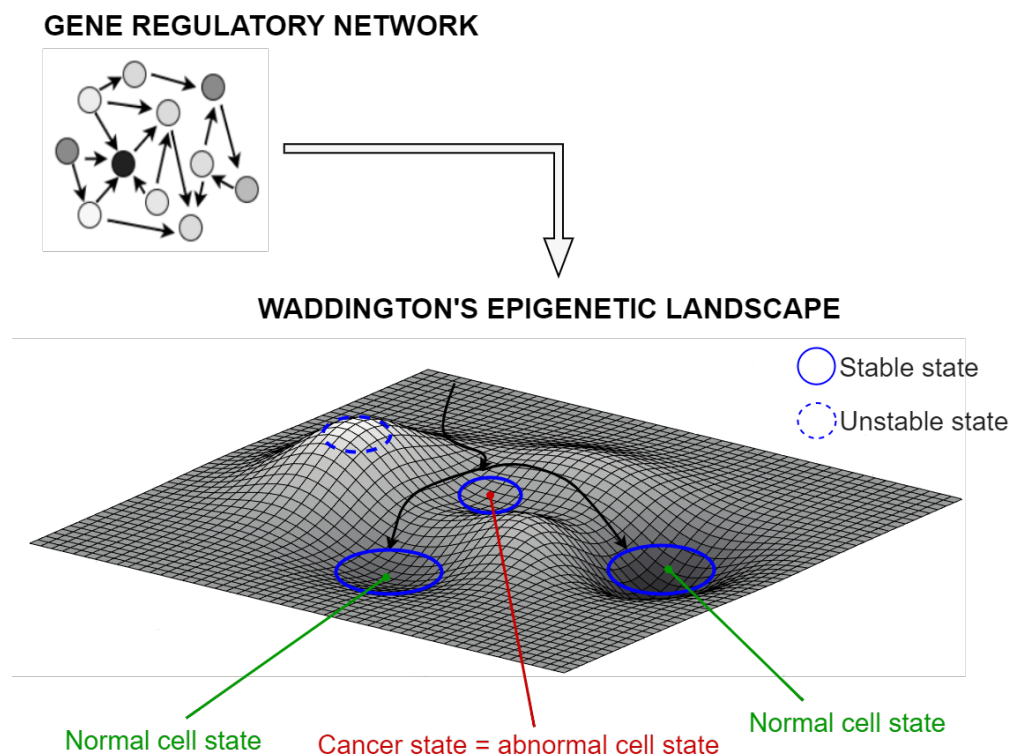 GENE REGULATORY NETWORK
WADDINGTON'S EPIGENETIC LANDSCAPE
Stable state
Unstable state
Normal cell state
Cancer state = abnormal cell state
Normal cell state